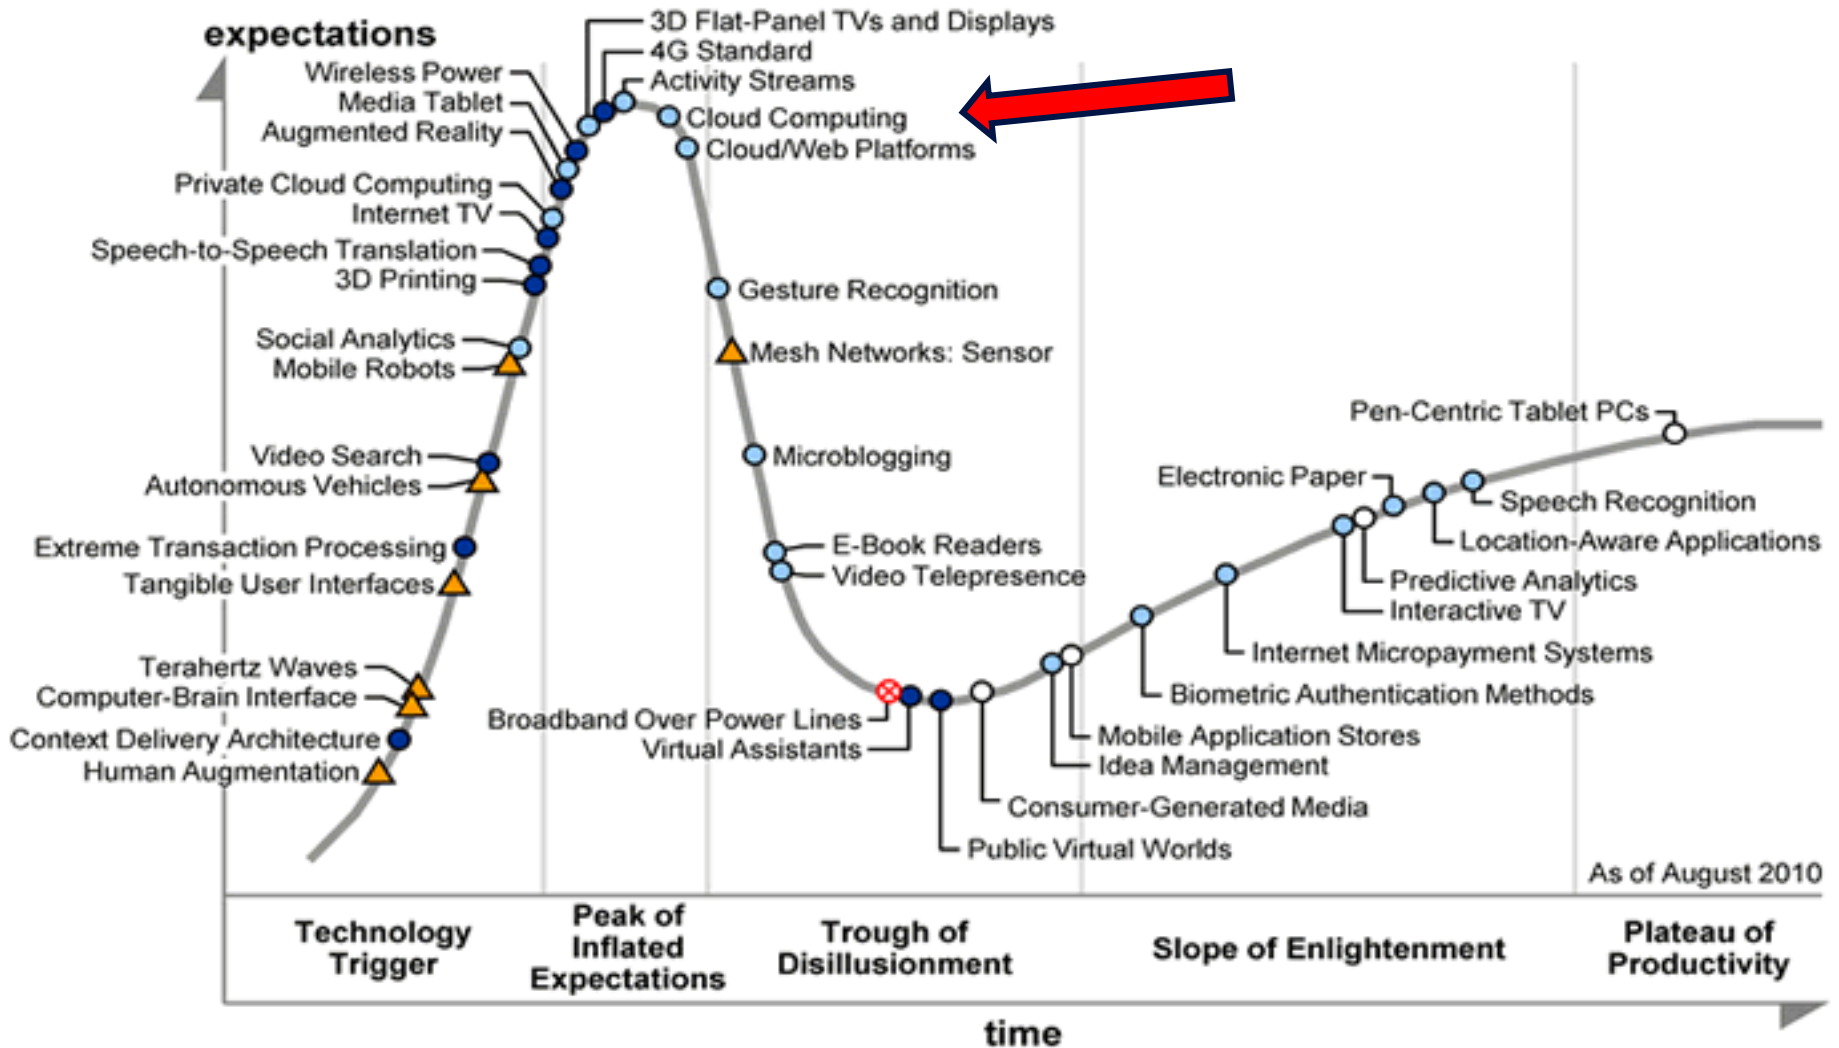 expectations
3D Flat-Panel TVs and Displays
4G Standard
Activity Streams
Wireless Power
Media Tablet
Augmented Reality
Cloud Computing
Cloud/Web Platforms
Private Cloud Computing
Internet TV
Speech-to-Speech Translation
3D Printing
Gesture Recognition
Social Analytics
Mobile Robots
Mesh Networks: Sensor
Pen-Centric Tablet PCs
Video Search
Autonomous Vehicles
Microblogging
Electronic Paper
Speech Recognition
Location-Aware Applications
Extreme Transaction Processing
Tangible User Interfaces
E-Book Readers
Video Telepresence
Predictive Analytics
Interactive TV
Internet Micropayment Systems
Biometric Authentication Methods
Terahertz Waves
Computer-Brain Interface
Context Delivery Architecture
Human Augmentation
Broadband Over Power Lines
Virtual Assistants
Mobile Application Stores
Idea Management
Consumer-Generated Media
Public Virtual Worlds
As of August 2010
Technology
Trigger
Peak of
Inflated
Expectations
Trough of
Disillusionment
Slope of Enlightenment
Plateau of
Productivity
time